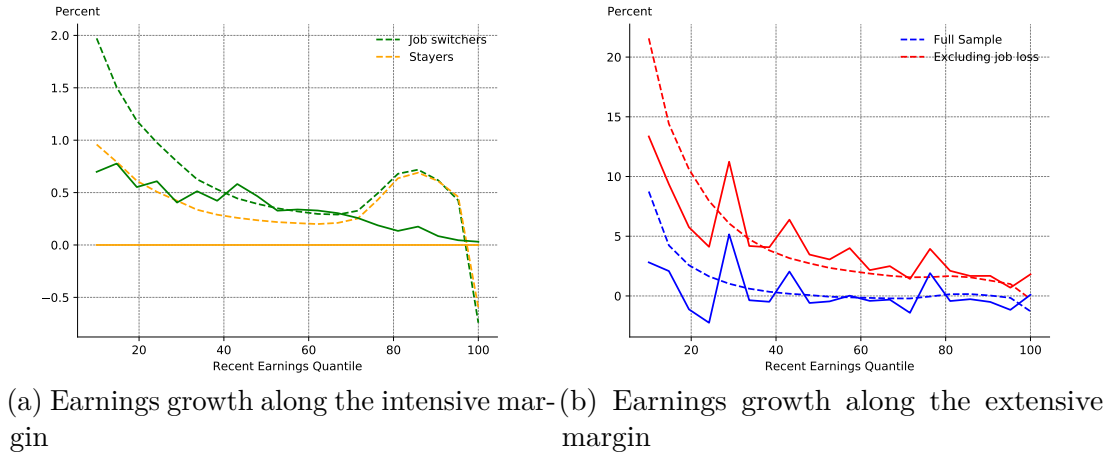 Percent
2.0
1.5
1.0
0.5
0.0
−0.5
20
40
60
80
100
Recent Earnings Quantile
Job switchers
Stayers
(a) Earnings growth along the intensive mar-
gin
Percent
20
15
10
5
0
20
40
60
80
100
Recent Earnings Quantile
Full Sample
Excluding job loss
(b) Earnings growth along the extensive
margin